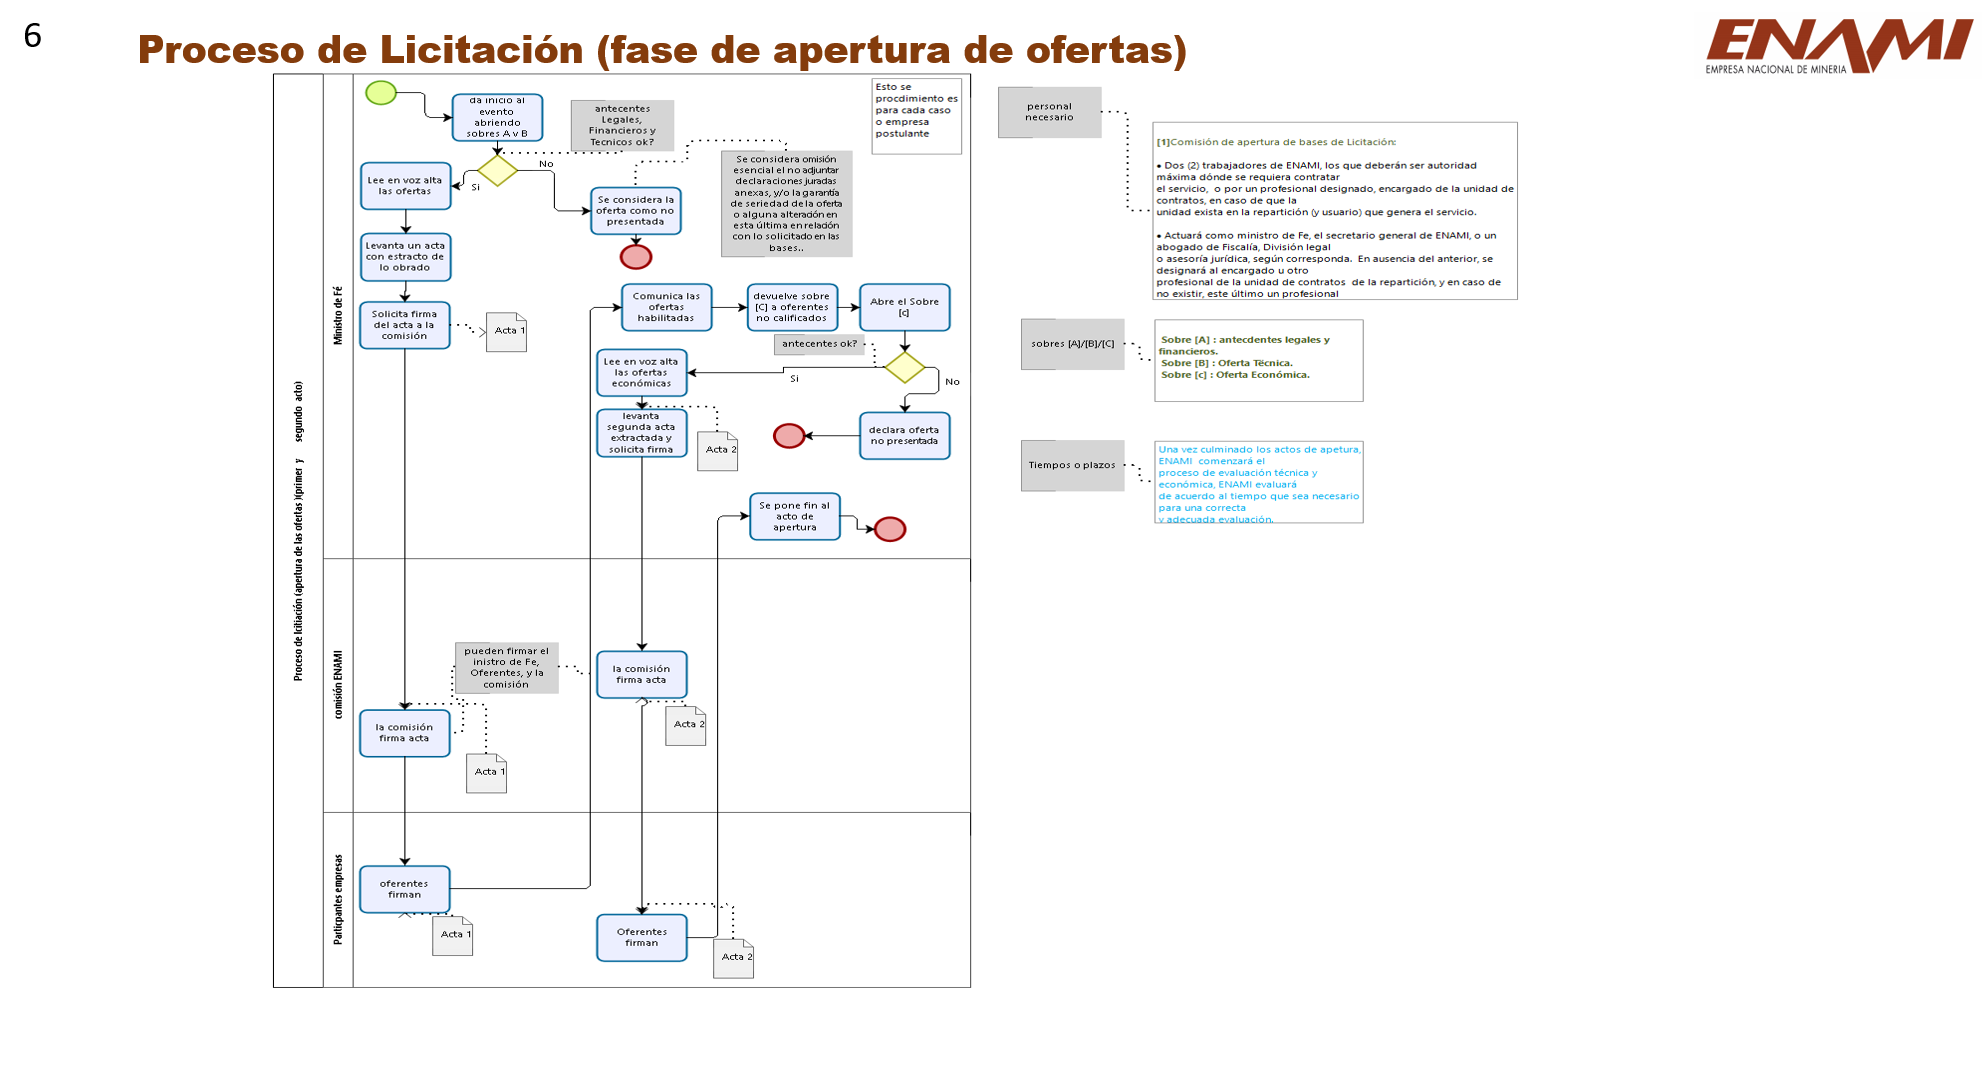 6
Proceso de Licitación (fase de apertura de ofertas)
ENAMI
EMPRESA NACIONAL DE MINERIA
Proceso de lcitiación (apertura de las ofertas )(primer y segundo acto)
Ministro de Fé
da inicio al
evento
abriendo
sobres A y B
antecentes
Legales,
Financieros y
Tecnicos ok?
Esto se
procdimiento es
para cada caso
o empresa
postulante
No
Si
Lee en voz alta
las ofertas
Se considera la
oferta como no
presentada
Se considera omisión
esencial el no adjuntar
declaraciones juradas
anexas, y/o la garantía
de seriedad de la oferta
o alguna alteración en
esta última en relación
con lo solicitado en las
bases..
Levanta un acta
con estracto de
lo obrado
Solicita firma
del acta a la
comisión
Acta 1
Comunica las
ofertas
habilitadas
devuelve sobre
[C] a oferentes
no calificados
Abre el Sobre
[c]
antecentes ok?
Si
No
Lee en voz alta
las ofertas
económicas
levanta
segunda acta
extractada y
solicita firma
Acta 2
declara oferta
no presentada
Se pone fin al
acto de
apertura
comisión ENAMI
pueden firmar el
inistro de Fe,
Oferentes, y la
comisión
la comisión
firma acta
Acta 2
la comisión
firma acta
Acta 1
Particpantes empresas
oferentes
firman
Acta 1
Oferentes
firman
Acta 2
personal
necesario
[1]Comisión de apertura de bases de Licitación:
• Dos (2) trabajadores de ENAMI, los que deberán ser autoridad
máxima dónde se requiera contratar
el servicio, o por un profesional designado, encargado de la unidad de
contratos, en caso de que la
unidad exista en la repartición (y usuario) que genera el servicio.
• Actuará como ministro de Fe, el secretario general de ENAMI, o un
abogado de Fiscalía, División legal
o asesoría jurídica, según corresponda. En ausencia del anterior, se
designará al encargado u otro
profesional de la unidad de contratos de la repartición, y en caso de
no existir, este último un profesional
sobres [A]/[B]/[C]
Sobre [A] : antecdentes legales y
financieros.
Sobre [B] : Oferta Tëcnica.
Sobre [c] : Oferta Económica.
Tiempos o plazos
Una vez culminado los actos de apetura,
ENAMI comenzará el
proceso de evaluación técnica y
económica, ENAMI evaluará
de acuerdo al tiempo que sea necesario
para una correcta
y adecuada evaluación.